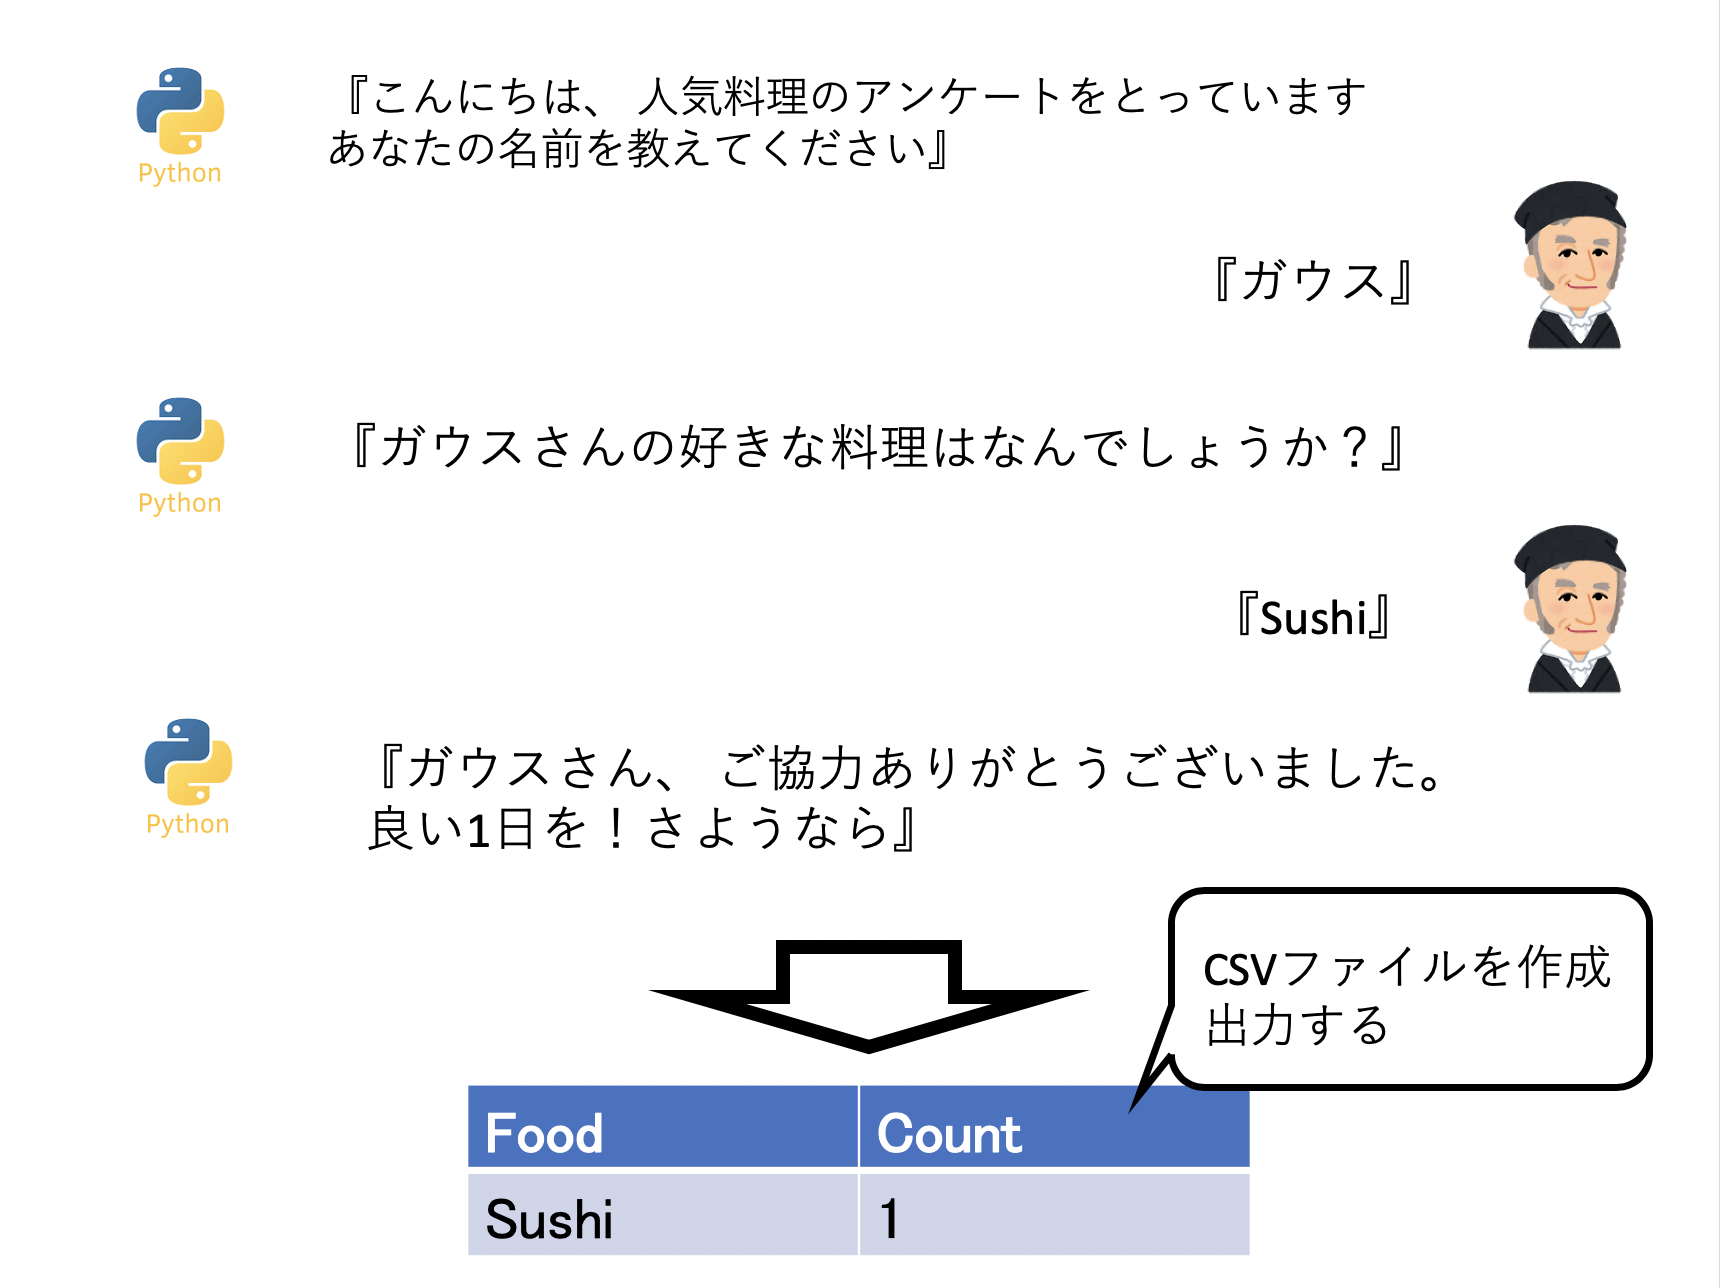 Python
『こんにちは、 人気料理のアンケートをとっています
あなたの名前を教えてください』
『ガウス』
Python
『ガウスさんの好きな料理はなんでしょうか？』
『Sushi』
Python
『ガウスさん、 ご協力ありがとうございました。
良い1日を！さようなら』
CSVファイルを作成
出力する
Food Count
Sushi 1